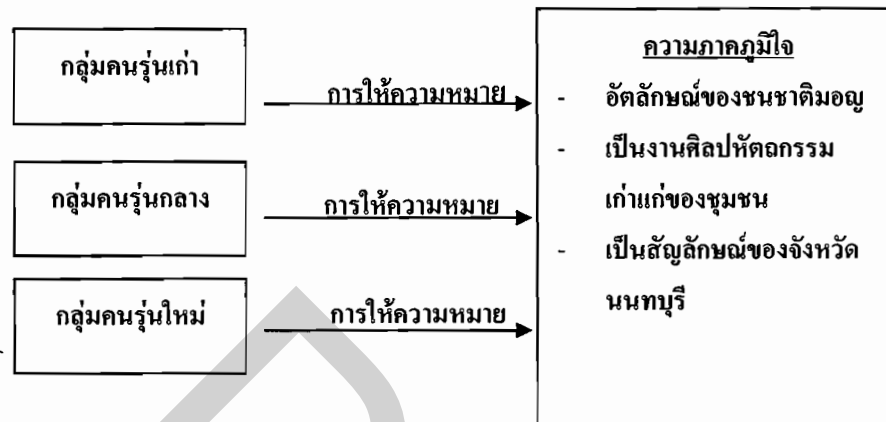 กลุ่มคนรุ่นเก่า
การให้ความหมาย
กลุ่มคนรุ่นกลาง
การให้ความหมาย
กลุ่มคนรุ่นใหม่
การให้ความหมาย
ความภาคภูมิใจ
- อัตลักษณ์ของชนชาติมอญ
- เป็นงานศิลปหัตถกรรม
เก่าแก่ของชุมชน
- เป็นสัญลักษณ์ของจังหวัด
นนทบุรี